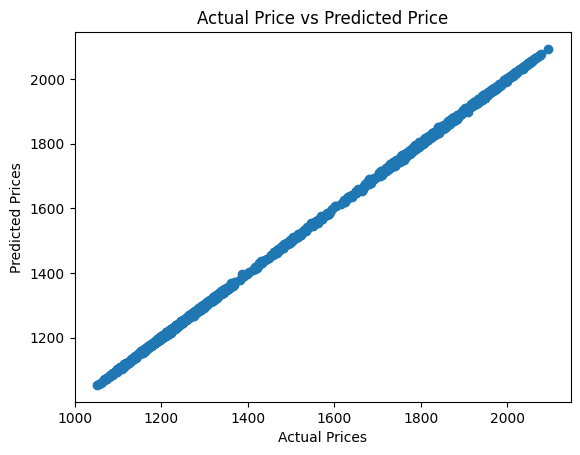 Actual Price vs Predicted Price
Predicted Prices
2000
1800
1600
1400
1200
1000 1200 1400 1600 1800 2000
Actual Prices